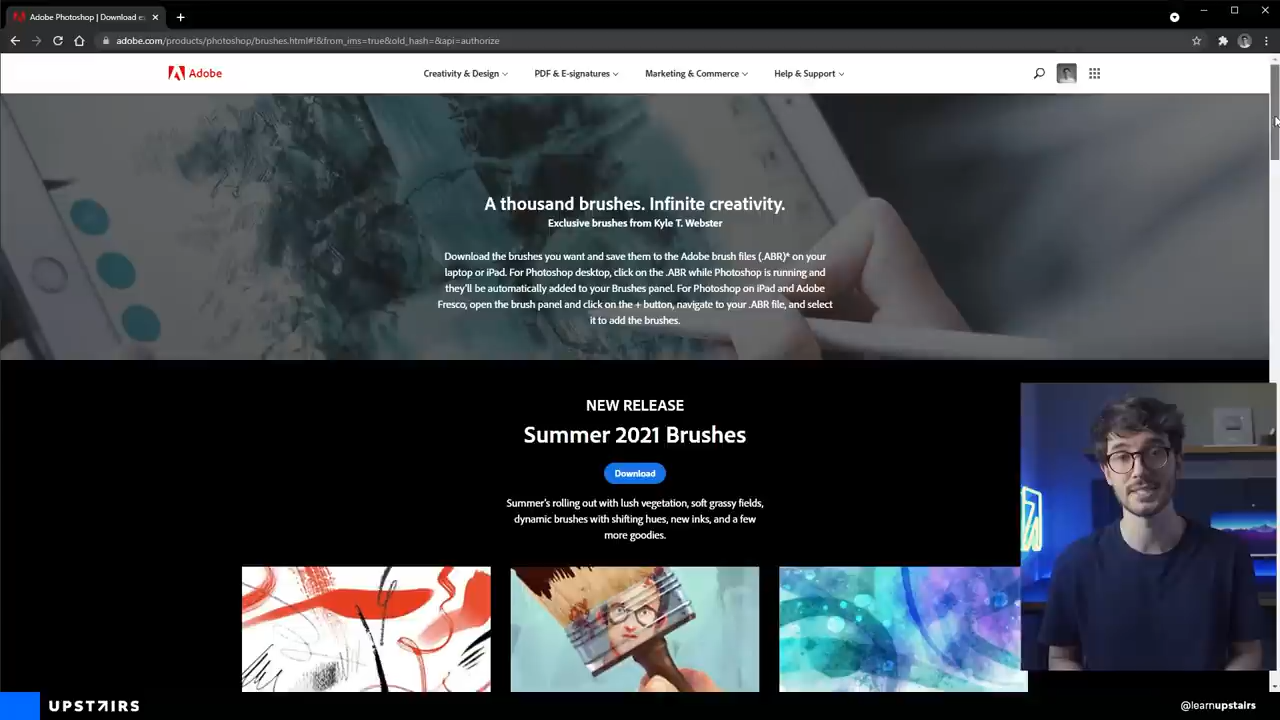 Adobe Photoshop | Download e
adobe.com/products/photoshop/brushes.html#!&from_ims=true&old_hash=&api=authorize
Adobe
Creativity & Design
PDF & E-signatures
Marketing & Commerce
Help & Support
A thousand brushes. Infinite creativity.
Exclusive brushes from Kyle T. Webster
Download the brushes you want and save them to the Adobe brush files (.ABR)* on your
laptop or iPad. For Photoshop desktop, click on the .ABR while Photoshop is running and
they'll be automatically added to your Brushes panel. For Photoshop on iPad and Adobe
Fresco, open the brush panel and click on the + button, navigate to your .ABR file, and select
it to add the brushes.
NEW RELEASE
Summer 2021 Brushes
Download
Summer's rolling out with lush vegetation, soft grassy fields,
dynamic brushes with shifting hues, new inks, and a few
more goodies.
UPSTAIRS
@learnupstairs